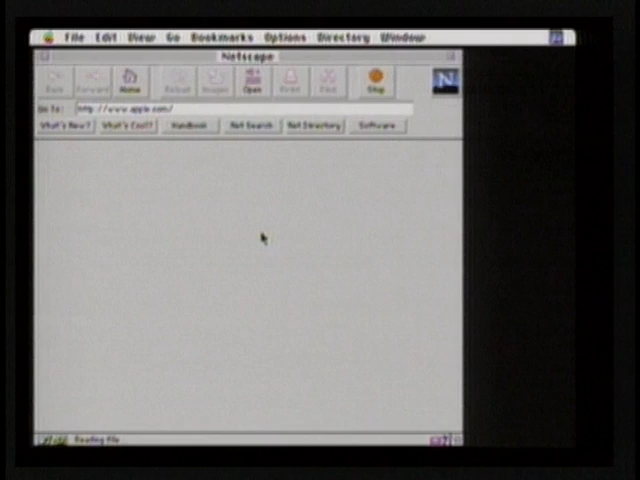 File Edit View Go Bookmarks Options Directory Window
Netscape
Back Forward Home Reload Images Open Print Find Stop
N
Go To: http://www.apple.com/
What's New? What's Cool? Handbook Net Search Net Directory Software
Reading file...